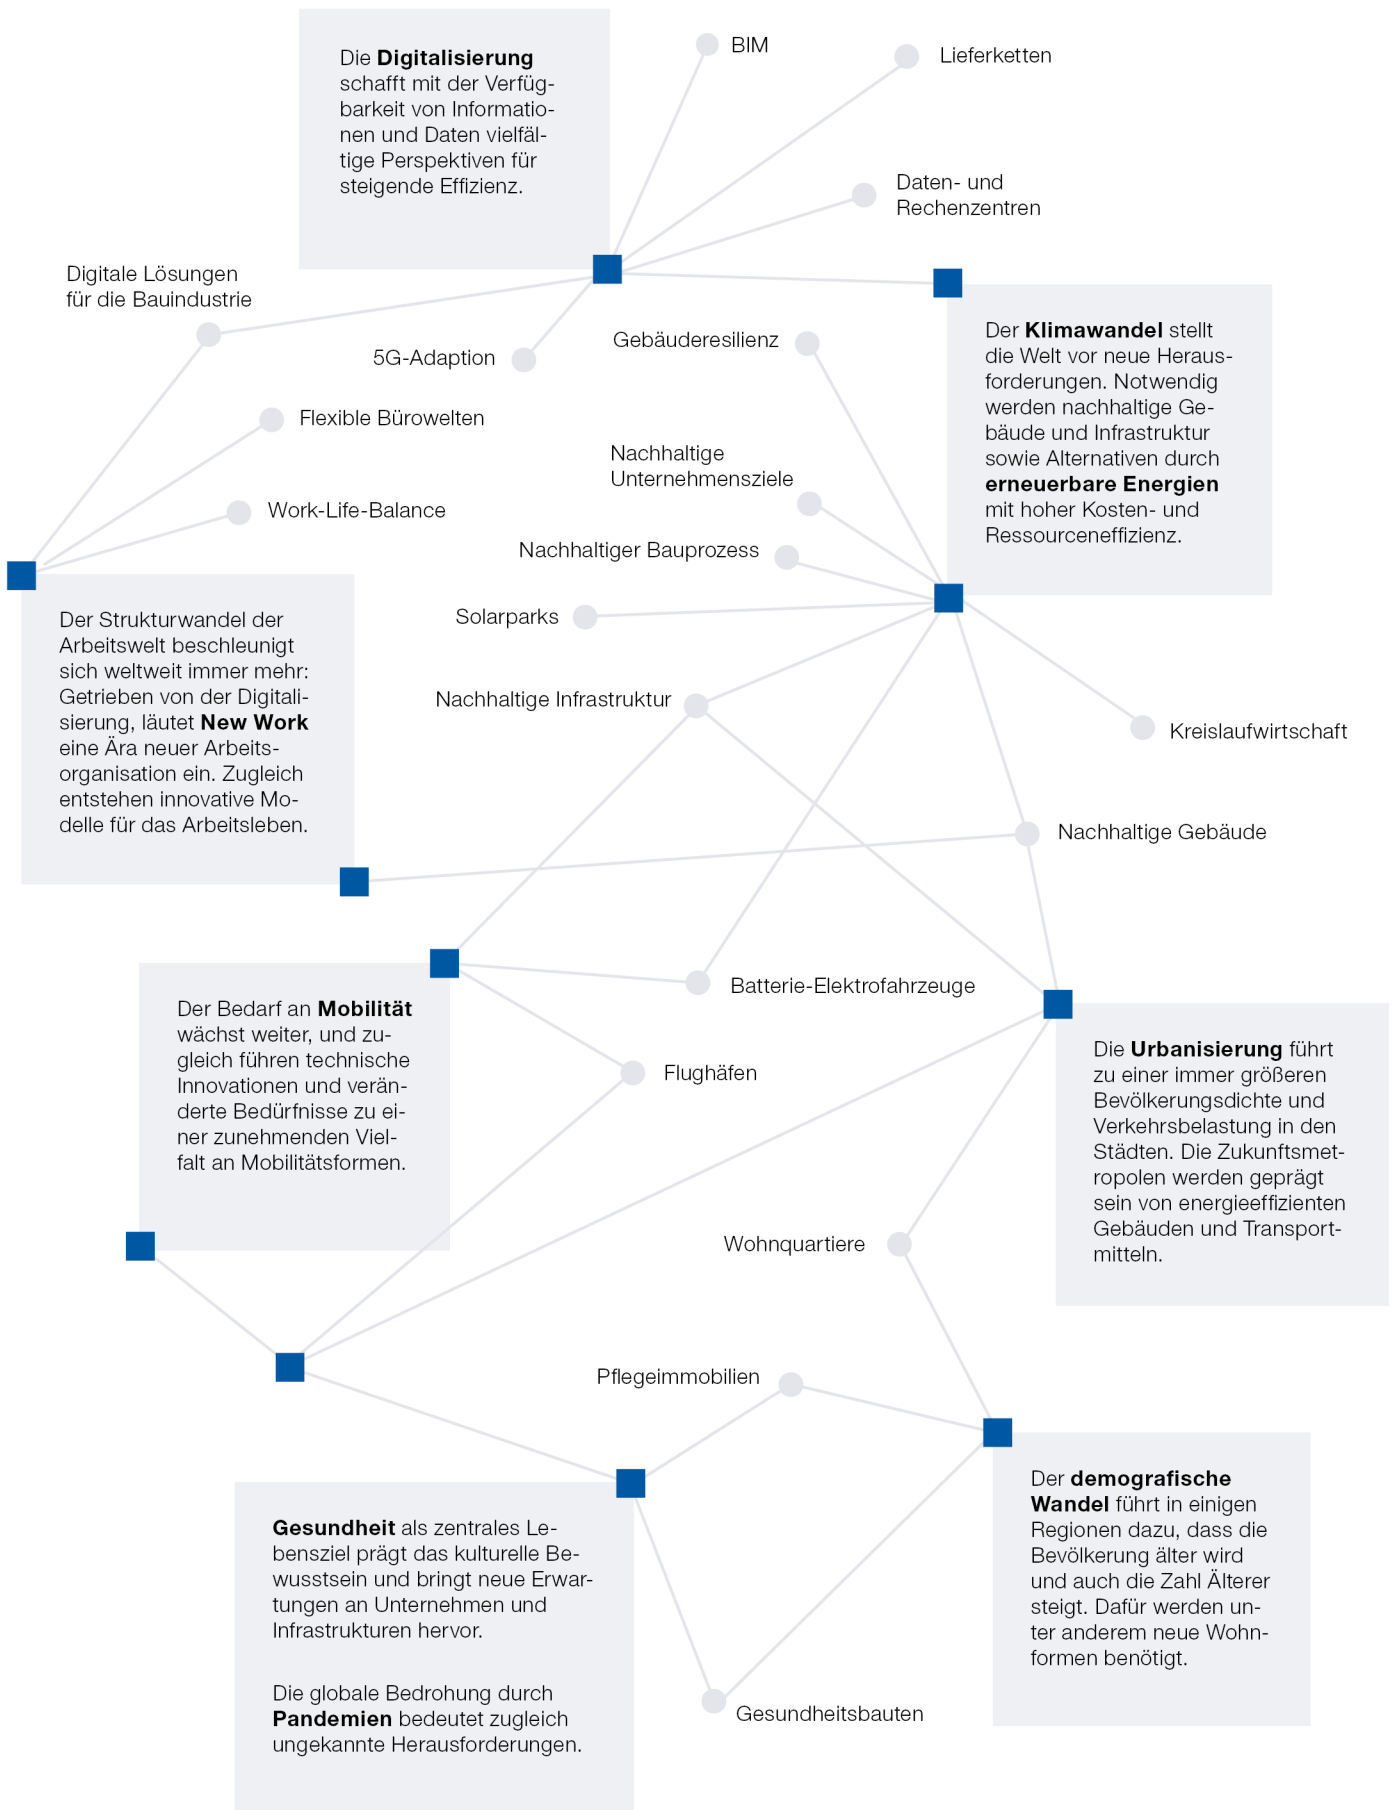 Die Digitalisierung
schafft mit der Verfüg-
barkeit von Informatio-
nen und Daten vielfäl-
tige Perspektiven für
steigende Effizienz.
BIM
Lieferketten
Daten- und
Rechenzentren
Digitale Lösungen
für die Bauindustrie
5G-Adaption
Gebäuderesilienz
Der Klimawandel stellt
die Welt vor neue Heraus-
forderungen. Notwendig
werden nachhaltige Ge-
bäude und Infrastruktur
sowie Alternativen durch
erneuerbare Energien
mit hoher Kosten- und
Ressourceneffizienz.
Flexible Bürowelten
Nachhaltige
Unternehmensziele
Work-Life-Balance
Nachhaltiger Bauprozess
Solarparks
Der Strukturwandel der
Arbeitswelt beschleunigt
sich weltweit immer mehr:
Getrieben von der Digitali-
sierung, läutet New Work
eine Ära neuer Arbeits-
organisation ein. Zugleich
entstehen innovative Mo-
delle für das Arbeitsleben.
Nachhaltige Infrastruktur
Kreislaufwirtschaft
Nachhaltige Gebäude
Der Bedarf an Mobilität
wächst weiter, und zu-
gleich führen technische
Innovationen und verän-
derte Bedürfnisse zu ei-
ner zunehmenden Viel-
falt an Mobilitätsformen.
Batterie-Elektrofahrzeuge
Flughäfen
Die Urbanisierung führt
zu einer immer größeren
Bevölkerungsdichte und
Verkehrsbelastung in den
Städten. Die Zukunftsmet-
ropolen werden geprägt
sein von energieeffizienten
Gebäuden und Transport-
mitteln.
Wohnquartiere
Pflegeimmobilien
Gesundheit als zentrales Le-
bensziel prägt das kulturelle Be-
wusstsein und bringt neue Erwar-
tungen an Unternehmen und
Infrastrukturen hervor.
Die globale Bedrohung durch
Pandemien bedeutet zugleich
ungekannte Herausforderungen.
Der demografische
Wandel führt in einigen
Regionen dazu, dass die
Bevölkerung älter wird
und auch die Zahl Älterer
steigt. Dafür werden un-
ter anderem neue Wohn-
formen benötigt.
Gesundheitsbauten